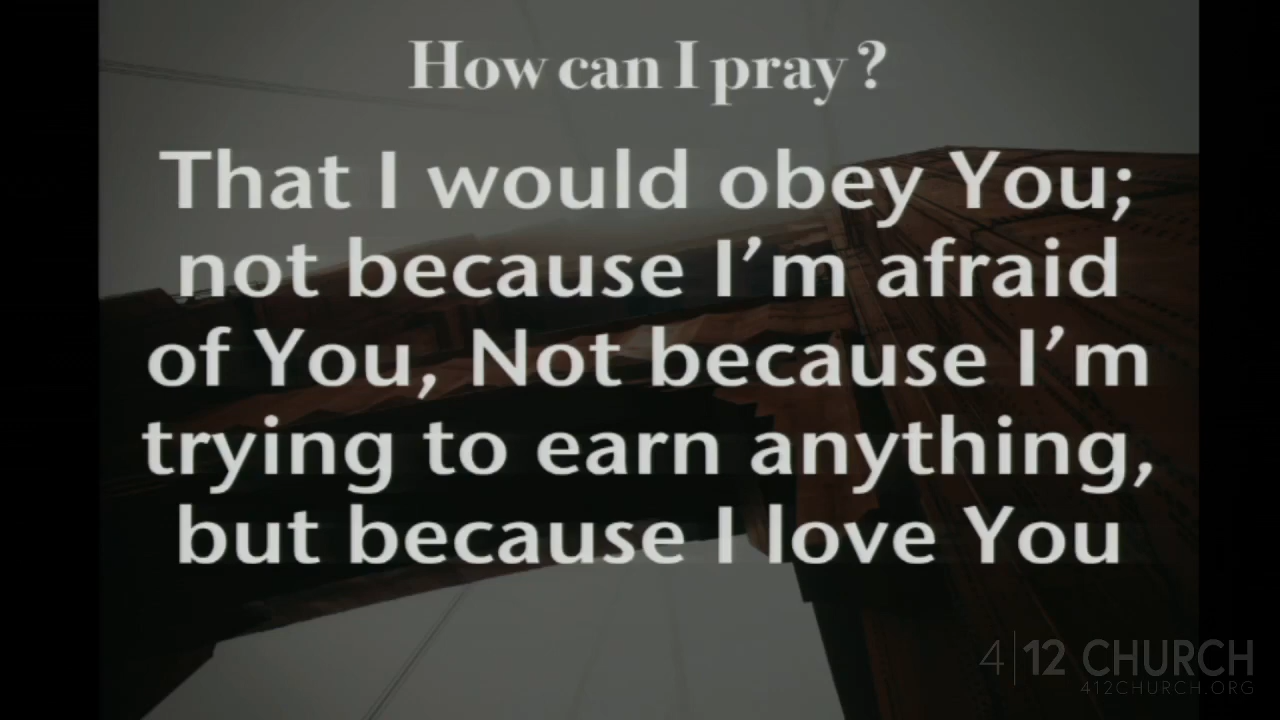 How can I pray ?
That I would obey You;
not because I’m afraid
of You, Not because I’m
trying to earn anything,
but because I love You
4|12 CHURCH
412CHURCH.ORG